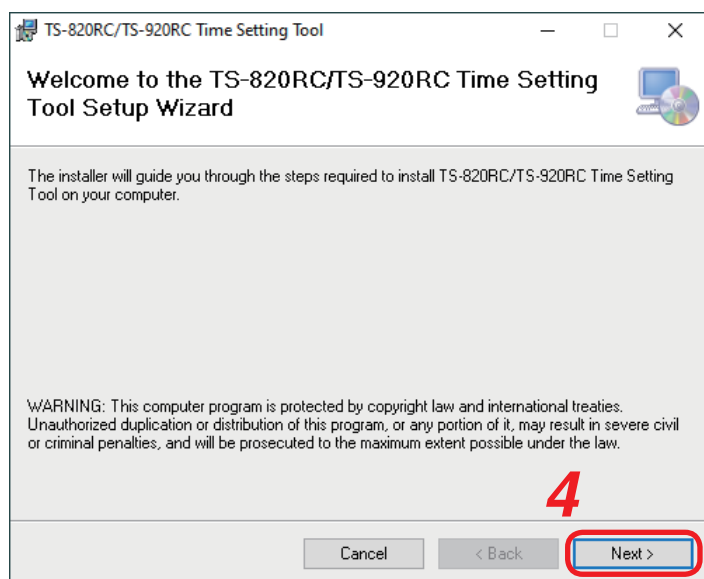 TS-820RC/TS-920RC Time Setting Tool
Welcome to the TS-820RC/TS-920RC Time Setting
Tool Setup Wizard
The installer will guide you through the steps required to install TS-820RC/TS-920RC Time Setting
Tool on your computer.
WARNING: This computer program is protected by copyright law and international treaties.
Unauthorized duplication or distribution of this program, or any portion of it, may result in severe civil
or criminal penalties, and will be prosecuted to the maximum extent possible under the law.
4
Cancel < Back Next >